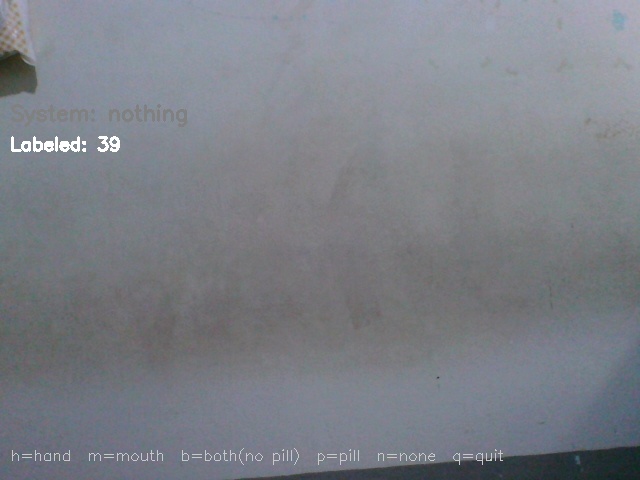 System: nothing
Labeled: 39
h=hand m=mouth b=both(no pill) p=pill n=none q=quit